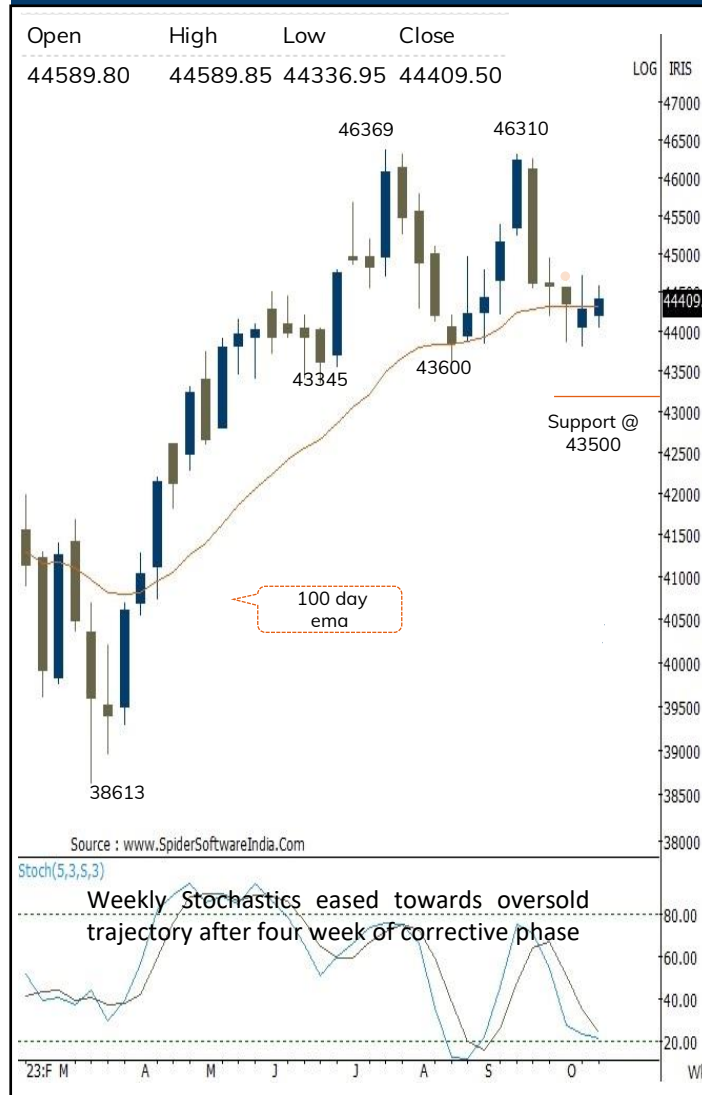 Open High Low Close
44589.80 44589.85 44336.95 44409.50
LOG IRIS
47000
46369 46310
46500
46000
45500
45000
44409
44000
43345 43600
43500
43000
Support @
43500
42500
42000
41500
41000
100 day
ema
40500
40000
39500
39000
38613
38500
Source : www.SpiderSoftwareIndia.Com
38000
Stoch(5,3,S,3)
Weekly Stochastics eased towards oversold
80.00
trajectory after four week of corrective phase
60.00
40.00
20.00
'23:F M A M J J A S O